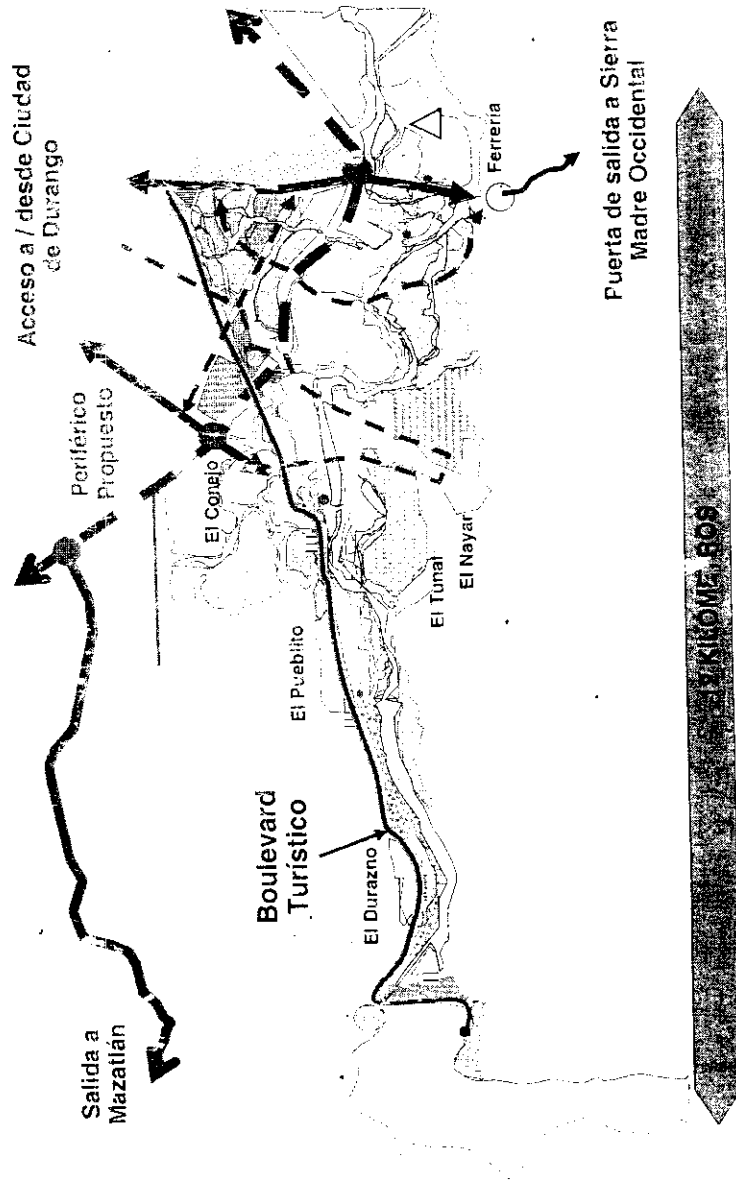 Acceso a / desde Ciudad
de Durango
Periférico
Propuesto
Salida a
Mazatlán
El Conejo
El Pueblito
Boulevard
Turístico
El Durazno
El Tunal
El Nayar
Ferrería
Puerta de salida a Sierra
Madre Occidental